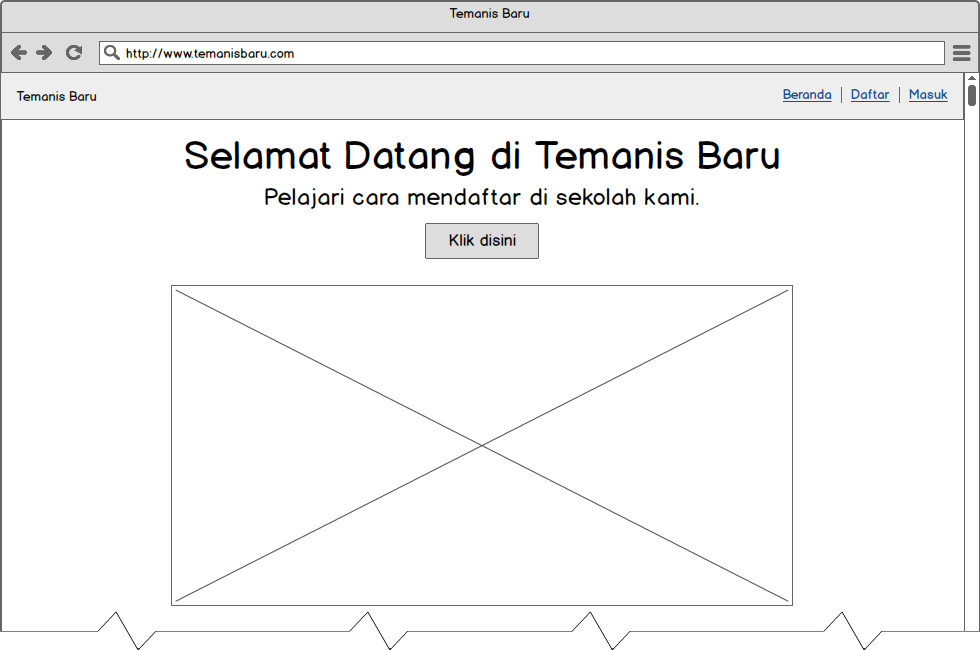 Temanis Baru
http://www.temanisbaru.com
Temanis Baru
Beranda | Daftar | Masuk
Selamat Datang di Temanis Baru
Pelajari cara mendaftar di sekolah kami.
Klik disini